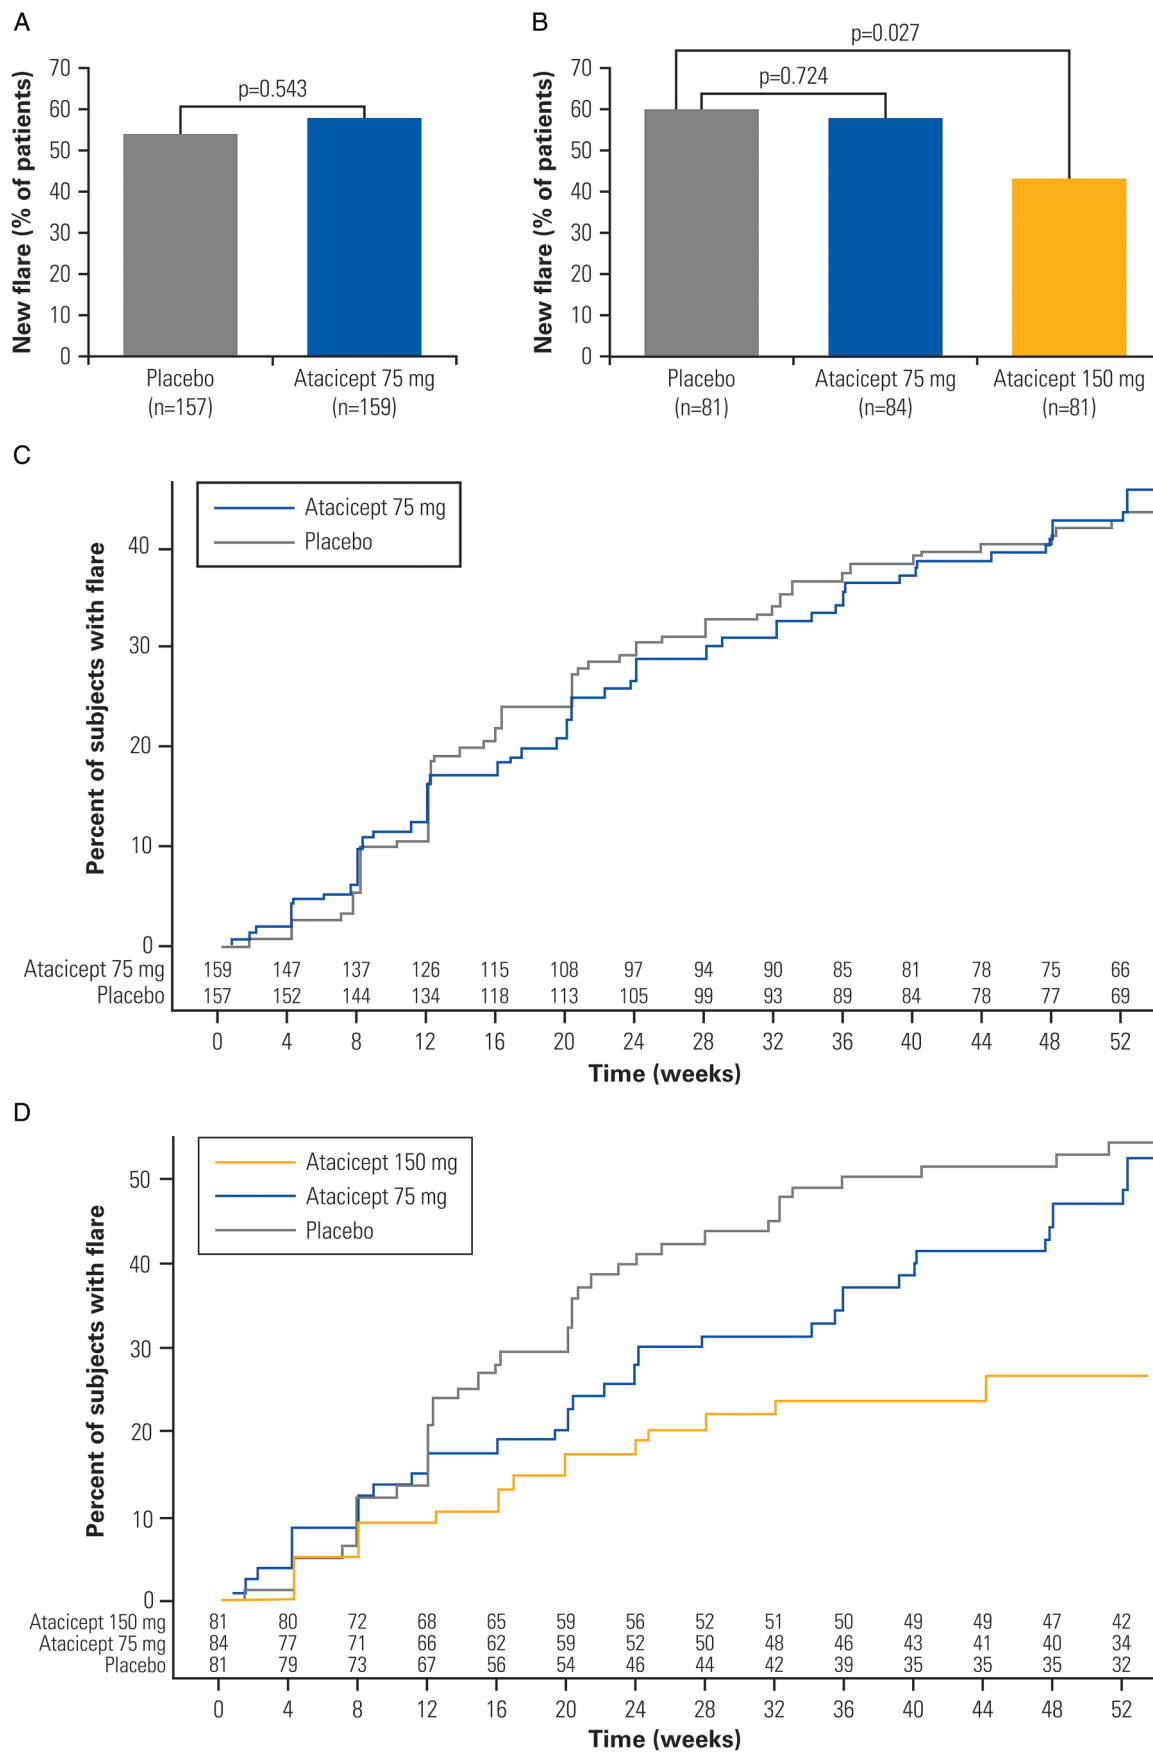 A
New flare (% of patients)
70
60
50
40
30
20
10
0
p=0.543
Placebo
(n=157)
Atacicept 75 mg
(n=159)
B
New flare (% of patients)
70
60
50
40
30
20
10
0
p=0.027
p=0.724
Placebo
(n=81)
Atacicept 75 mg
(n=84)
Atacicept 150 mg
(n=81)
C
Atacicept 75 mg
Placebo
Percent of subjects with flare
40
30
20
10
0
Atacicept 75 mg 159 147 137 126 115 108 97 94 90 85 81 78 75 66
Placebo 157 152 144 134 118 113 105 99 93 89 84 78 77 69
0 4 8 12 16 20 24 28 32 36 40 44 48 52
Time (weeks)
D
Atacicept 150 mg
Atacicept 75 mg
Placebo
Percent of subjects with flare
50
40
30
20
10
0
Atacicept 150 mg 81 80 72 68 65 59 56 52 51 50 49 49 47 42
Atacicept 75 mg 84 77 71 66 62 59 52 50 48 46 43 41 40 34
Placebo 81 79 73 67 56 54 46 44 42 39 35 35 35 32
0 4 8 12 16 20 24 28 32 36 40 44 48 52
Time (weeks)